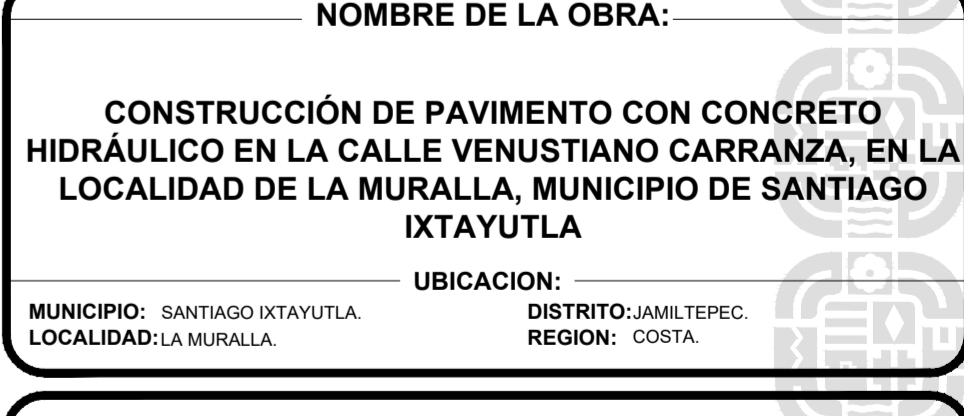 NOMBRE DE LA OBRA:
CONSTRUCCIÓN DE PAVIMENTO CON CONCRETO
HIDRÁULICO EN LA CALLE VENUSTIANO CARRANZA, EN LA
LOCALIDAD DE LA MURALLA, MUNICIPIO DE SANTIAGO
IXTAYUTLA
UBICACION:
MUNICIPIO: SANTIAGO IXTAYUTLA. DISTRITO: JAMILTEPEC.
LOCALIDAD: LA MURALLA. REGION: COSTA.